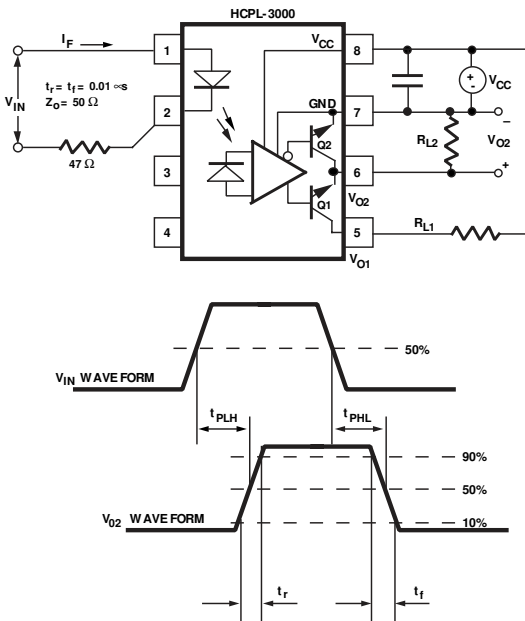 HCPL-3000
I_F
1
V_CC
8
t_r = t_f = 0.01 ∝s
Z_O = 50 Ω
V_IN
V_CC
+
–
2
GND
7
–
R_L2
V_O2
47 Ω
Q2
3
6
+
V_O2
Q1
R_L1
4
5
V_O1
50%
V_IN WAVE FORM
t_PLH
t_PHL
90%
50%
V_02 WAVEFORM
10%
t_r
t_f